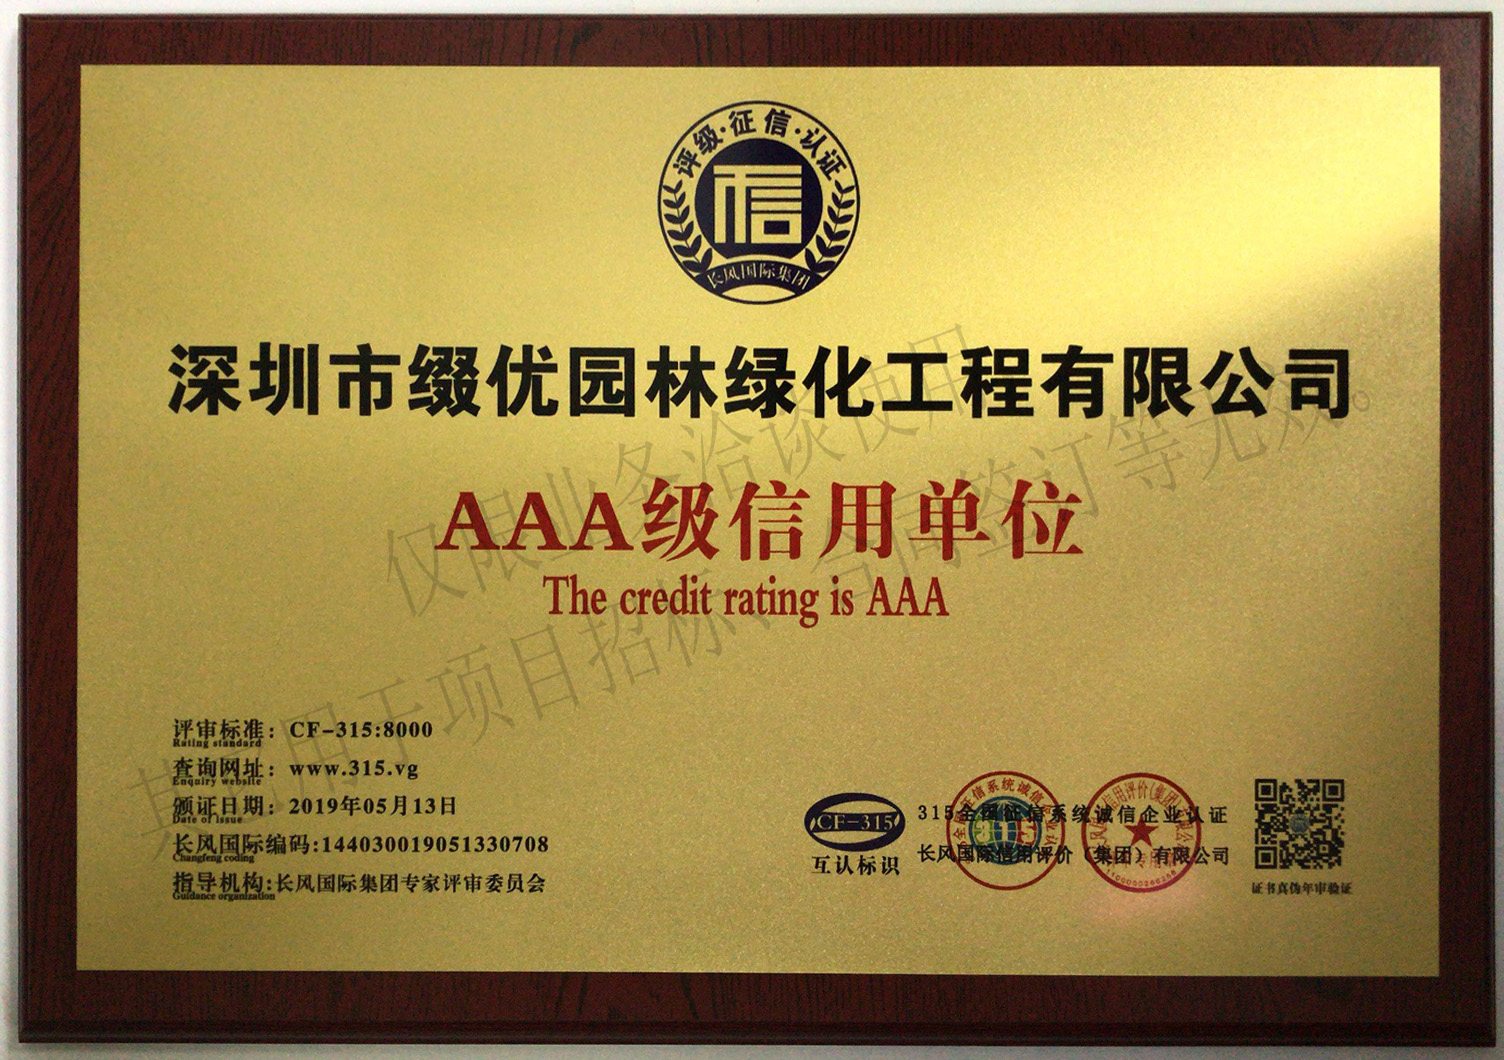 评级·征信·认证
信
长风国际集团
深圳市缀优园林绿化工程有限公司
AAA级信用单位
The credit rating is AAA
仅限业务洽谈使用
其它用于项目招标、合同签订等无效。
评审标准：CF-315:8000
Rating standard
查询网址：www.315.vg
Enquiry website
颁证日期：2019年05月13日
Date of issue
长风国际编码:144030019051330708
Changfeng coding
指导机构:长风国际集团专家评审委员会
Guidance organization
CF-315
互认标识
315全国征信系统诚信企业认证
长风国际信用评价（集团）有限公司
315
证书真伪年审验证